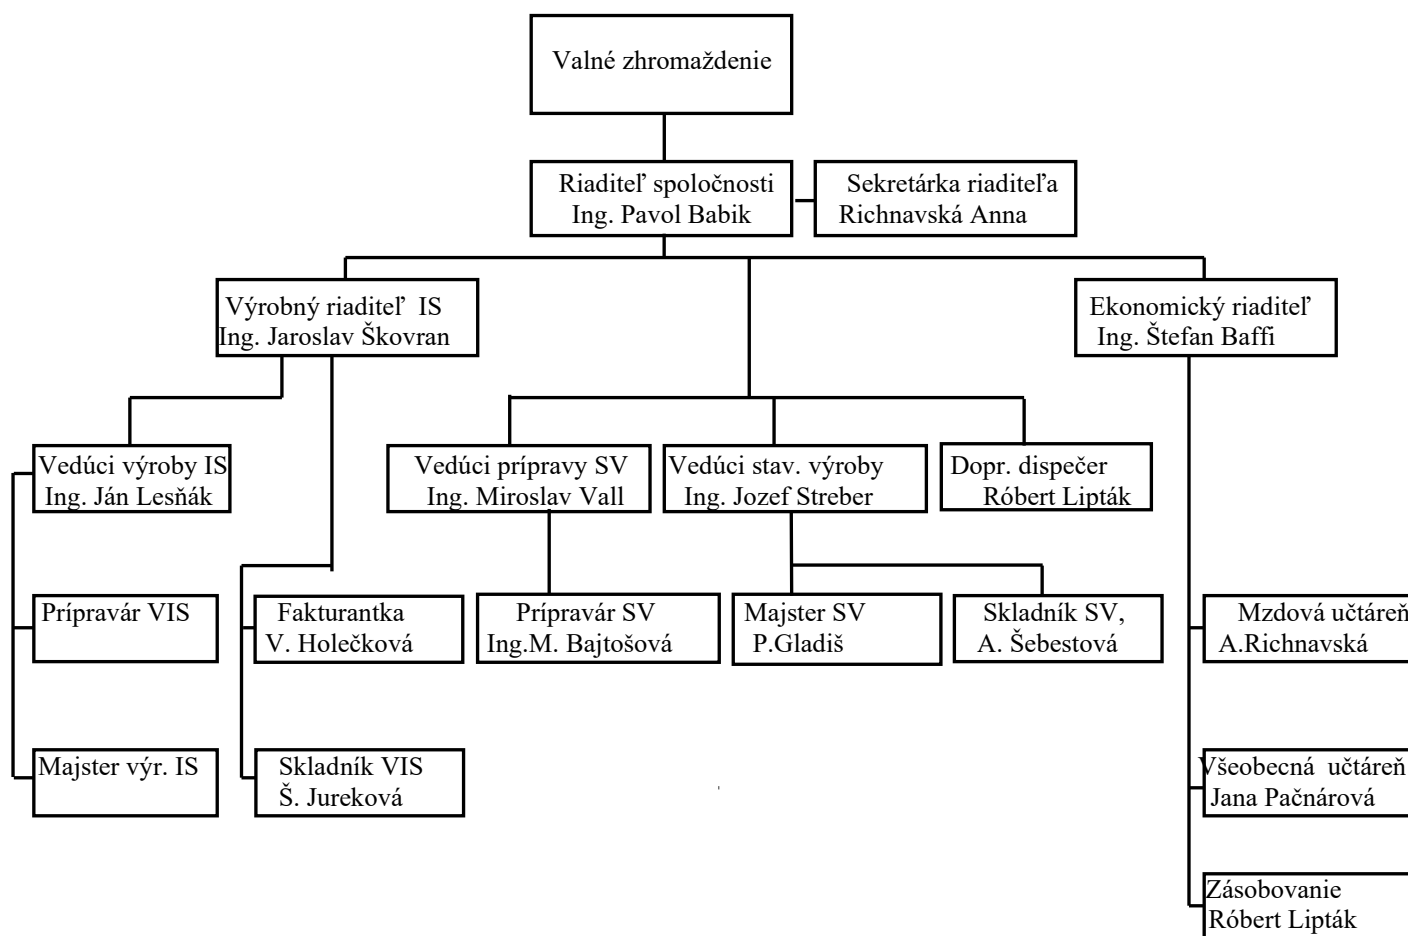 Valné zhromaždenie
Riaditeľ spoločnosti
Ing. Pavol Babik
Sekretárka riaditeľa
Richnavská Anna
Výrobný riaditeľ  IS
Ing. Jaroslav Škovran
Ekonomický riaditeľ
Ing. Štefan Baffi
Vedúci výroby IS
Ing. Ján Lesňák
Vedúci prípravy SV
Ing. Miroslav Vall
Vedúci stav. výroby
Ing. Jozef Streber
Dopr. dispečer
Róbert Lipták
Prípravár VIS
Fakturantka
V. Holečková
Prípravár SV
Ing.M. Bajtošová
Majster SV
P.Gladiš
Skladník SV,
A. Šebestová
Mzdová učtáreň
A.Richnavská
Majster výr. IS
Skladník VIS
Š. Jureková
Všeobecná  učtáreň
Jana Pačnárová
Zásobovanie
Róbert Lipták